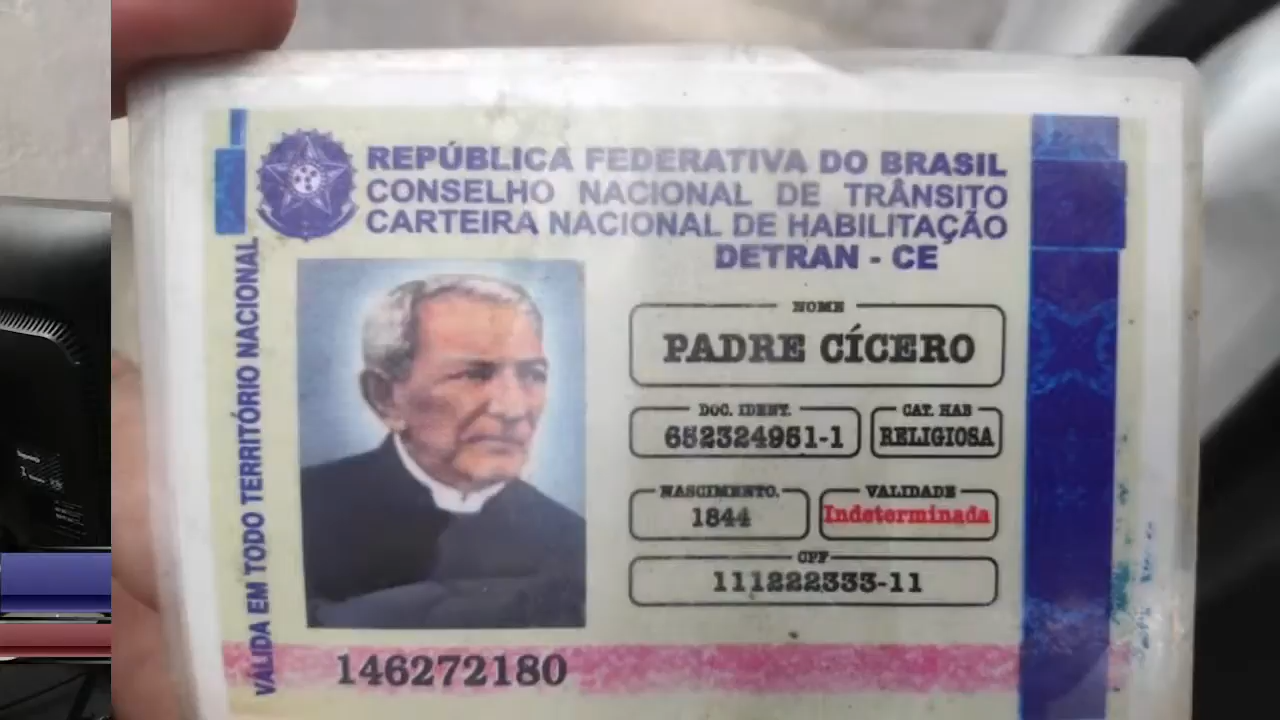 REPÚBLICA FEDERATIVA DO BRASIL
CONSELHO NACIONAL DE TRÂNSITO
CARTEIRA NACIONAL DE HABILITAÇÃO
DETRAN - CE
VÁLIDA EM TODO TERRITÓRIO NACIONAL
NOME
PADRE CÍCERO
DOC. IDENT.
652324951-1
CAT. HAB
RELIGIOSA
NASCIMENTO.
1844
VALIDADE
Indeterminada
CPF
111222333-11
146272180